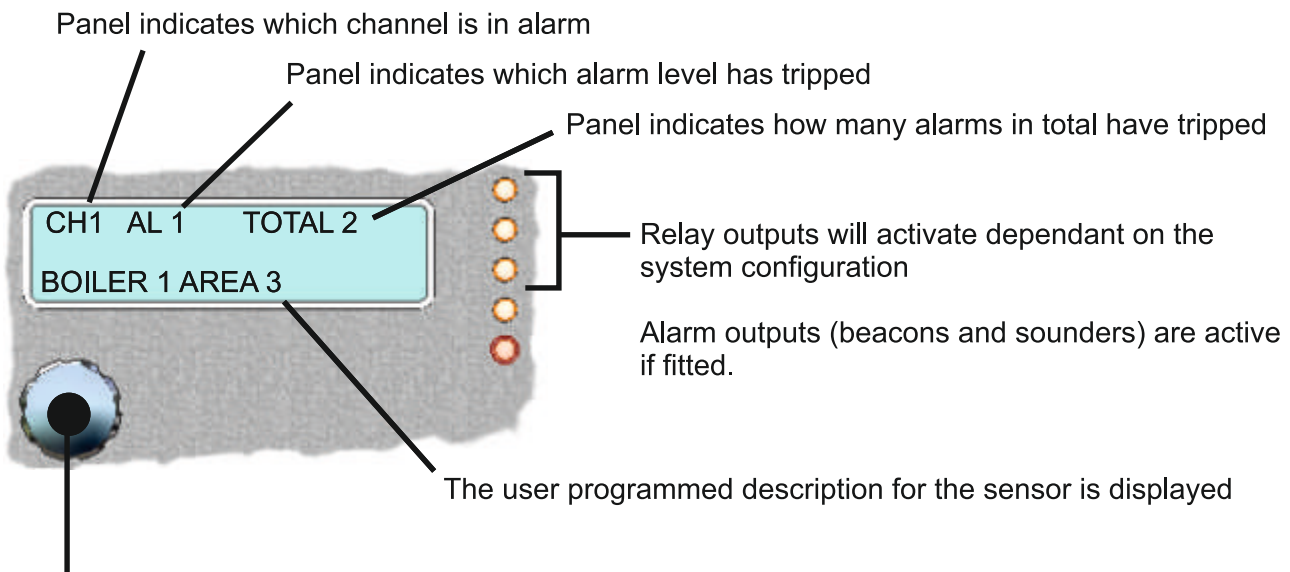 Panel indicates which channel is in alarm
Panel indicates which alarm level has tripped
Panel indicates how many alarms in total have tripped
CH1 AL 1 TOTAL 2
BOILER 1 AREA 3
Relay outputs will activate dependant on the
system configuration
Alarm outputs (beacons and sounders) are active
if fitted.
The user programmed description for the sensor is displayed